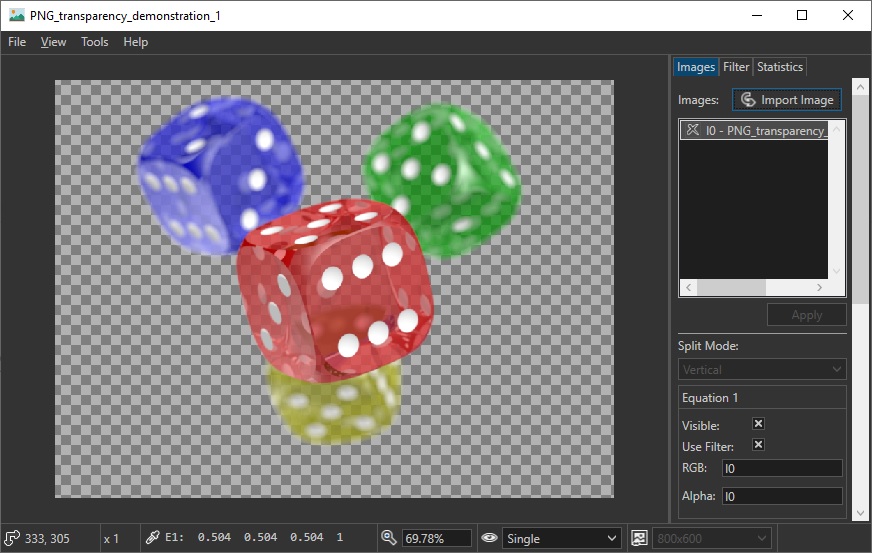 PNG_transparency_demonstration_1
File View Tools Help
Images Filter Statistics
Images: Import Image
I0 - PNG_transparency_
Apply
Split Mode:
Vertical
Equation 1
Visible:
Use Filter:
RGB: I0
Alpha: I0
333, 305 x 1 E1: 0.504 0.504 0.504 1 69.78% Single 800x600